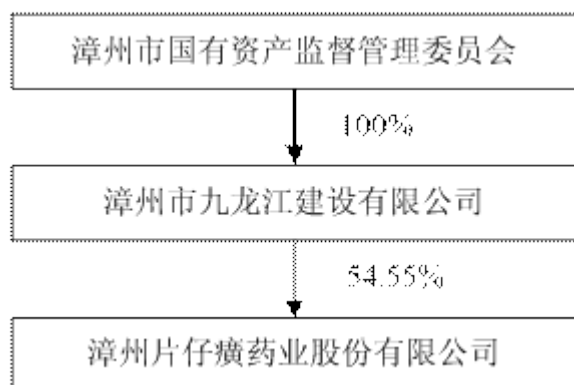 漳州市国有资产监督管理委员会
100%
漳州市九龙江建设有限公司
54.55%
漳州片仔癀药业股份有限公司